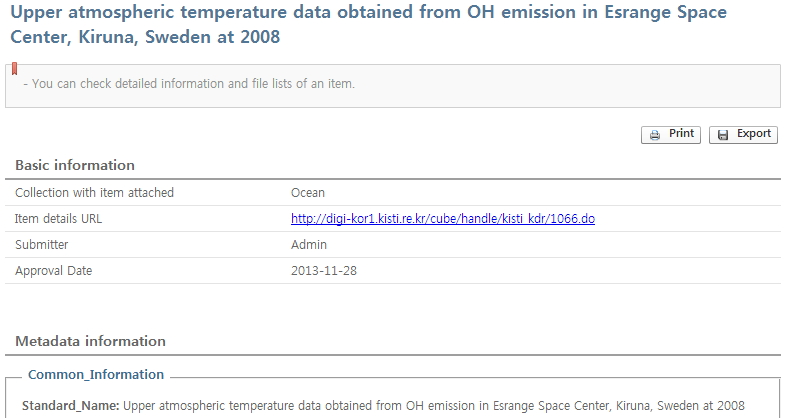 Upper atmospheric temperature data obtained from OH emission in Esrange Space
Center, Kiruna, Sweden at 2008
- You can check detailed information and file lists of an item.
Print Export
Basic information
Collection with item attached Ocean
Item details URL http://digi-kor1.kisti.re.kr/cube/handle/kisti_kdr/1066.do
Submitter Admin
Approval Date 2013-11-28
Metadata information
Common_Information
Standard_Name: Upper atmospheric temperature data obtained from OH emission in Esrange Space Center, Kiruna, Sweden at 2008